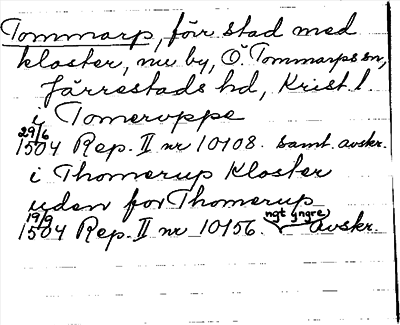 Tommarp, förr stad med
kloster, nu by, Ö. Tommarps sn,
Järrestads hd, Krist. l.
i Tomeroppe
29/6 1504 Rep. II nr 10108. samt. avskr.
i Thomerup Kloster
uden for Thomerup
19/9 1504 Rep. II nr 10156. ngt yngre avskr.